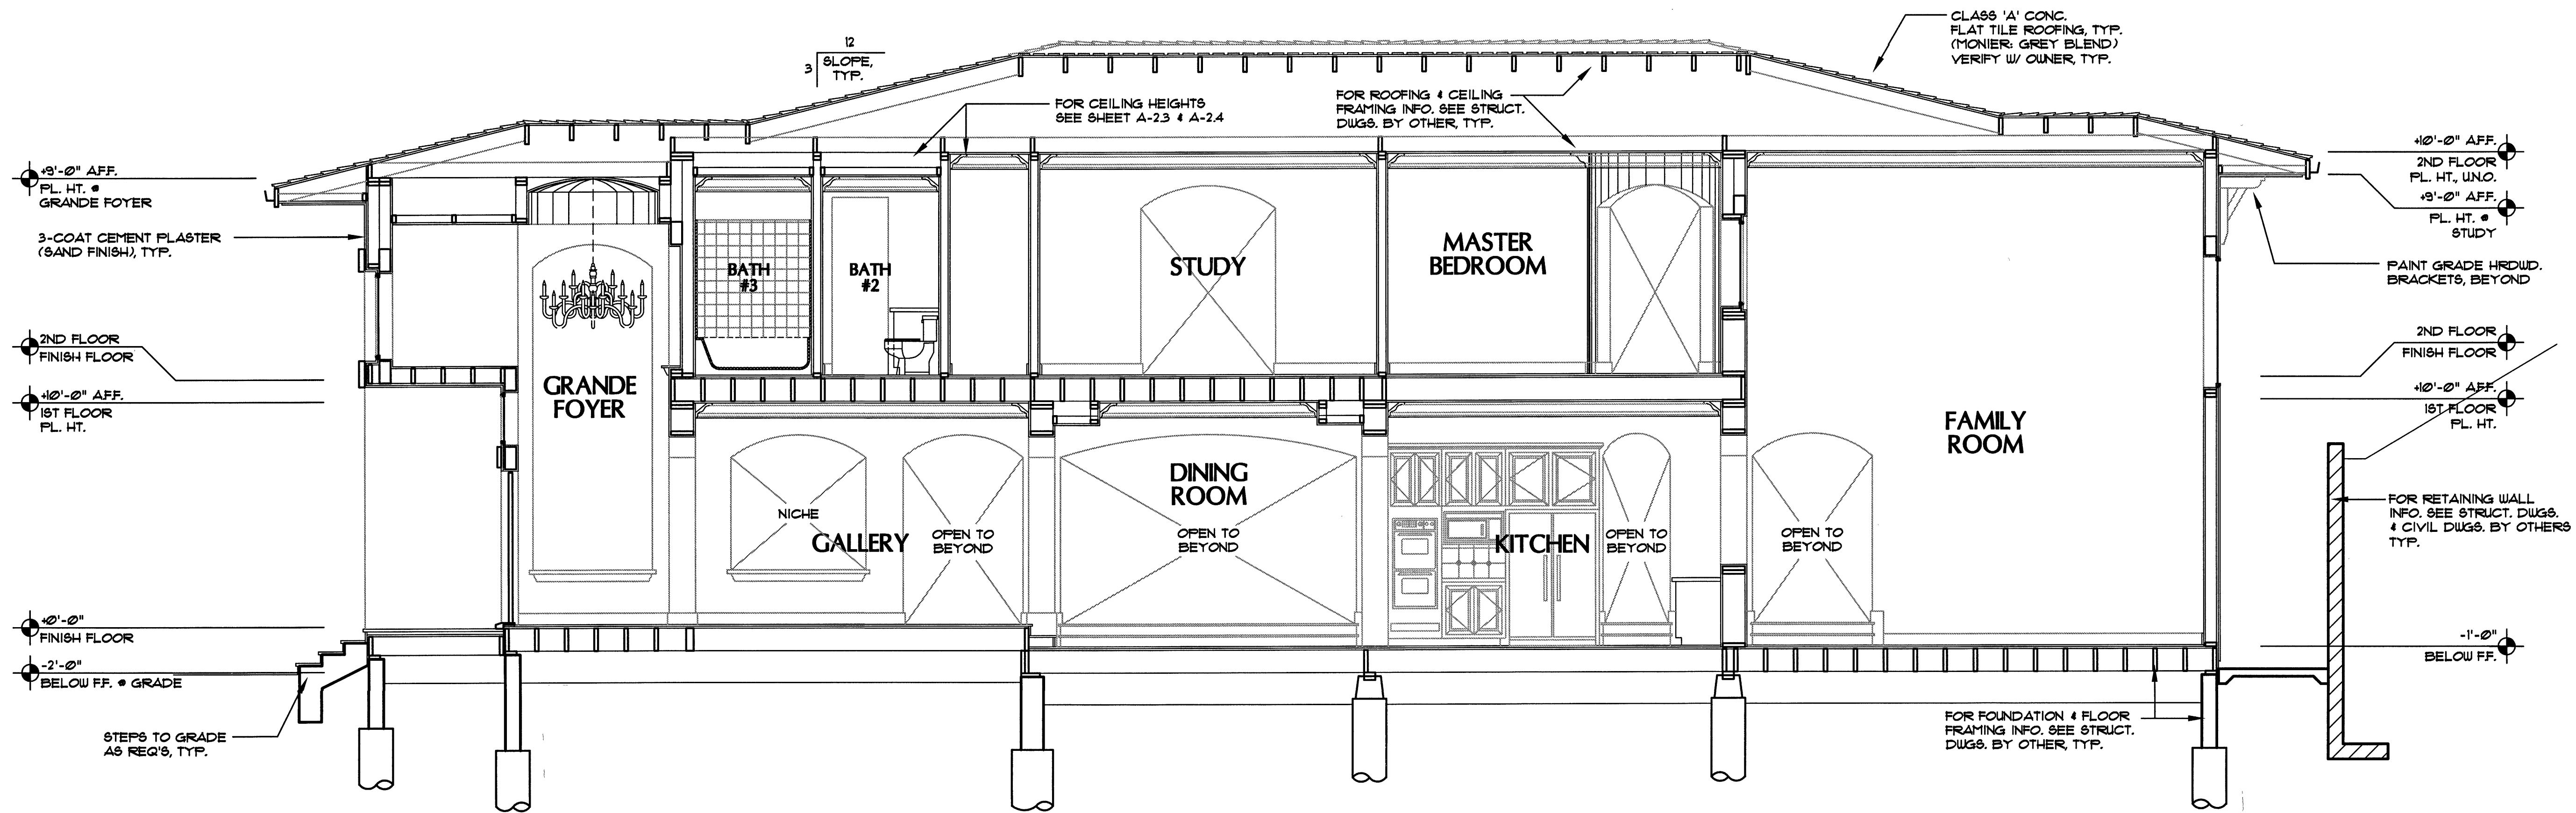 CLASS 'A' CONC.
FLAT TILE ROOFING, TYP.
(MONIER: GREY BLEND)
VERIFY W/ OWNER, TYP.
12
3
SLOPE,
TYP.
FOR CEILING HEIGHTS
SEE SHEET A-2.3 & A-2.4
FOR ROOFING & CEILING
FRAMING INFO. SEE STRUCT.
DWGS. BY OTHER, TYP.
+9'-0" A.F.F.
PL. HT. @
GRANDE FOYER
3-COAT CEMENT PLASTER
(SAND FINISH), TYP.
2ND FLOOR
FINISH FLOOR
+10'-0" A.F.F.
1ST FLOOR
PL. HT.
+0'-0"
FINISH FLOOR
-2'-0"
BELOW F.F. @ GRADE
STEPS TO GRADE
AS REQ'S, TYP.
BATH
#3
BATH
#2
STUDY
MASTER
BEDROOM
GRANDE
FOYER
FAMILY
ROOM
NICHE
GALLERY
OPEN TO
BEYOND
DINING
ROOM
OPEN TO
BEYOND
KITCHEN
OPEN TO
BEYOND
OPEN TO
BEYOND
+10'-0" A.F.F.
2ND FLOOR
PL. HT., U.N.O.
+9'-0" A.F.F.
PL. HT. @
STUDY
PAINT GRADE HRDWD.
BRACKETS, BEYOND
2ND FLOOR
FINISH FLOOR
+10'-0" A.F.F.
1ST FLOOR
PL. HT.
FOR RETAINING WALL
INFO. SEE STRUCT. DWGS.
& CIVIL DWGS. BY OTHERS
TYP.
-1'-0"
BELOW F.F.
FOR FOUNDATION & FLOOR
FRAMING INFO. SEE STRUCT.
DWGS. BY OTHER, TYP.